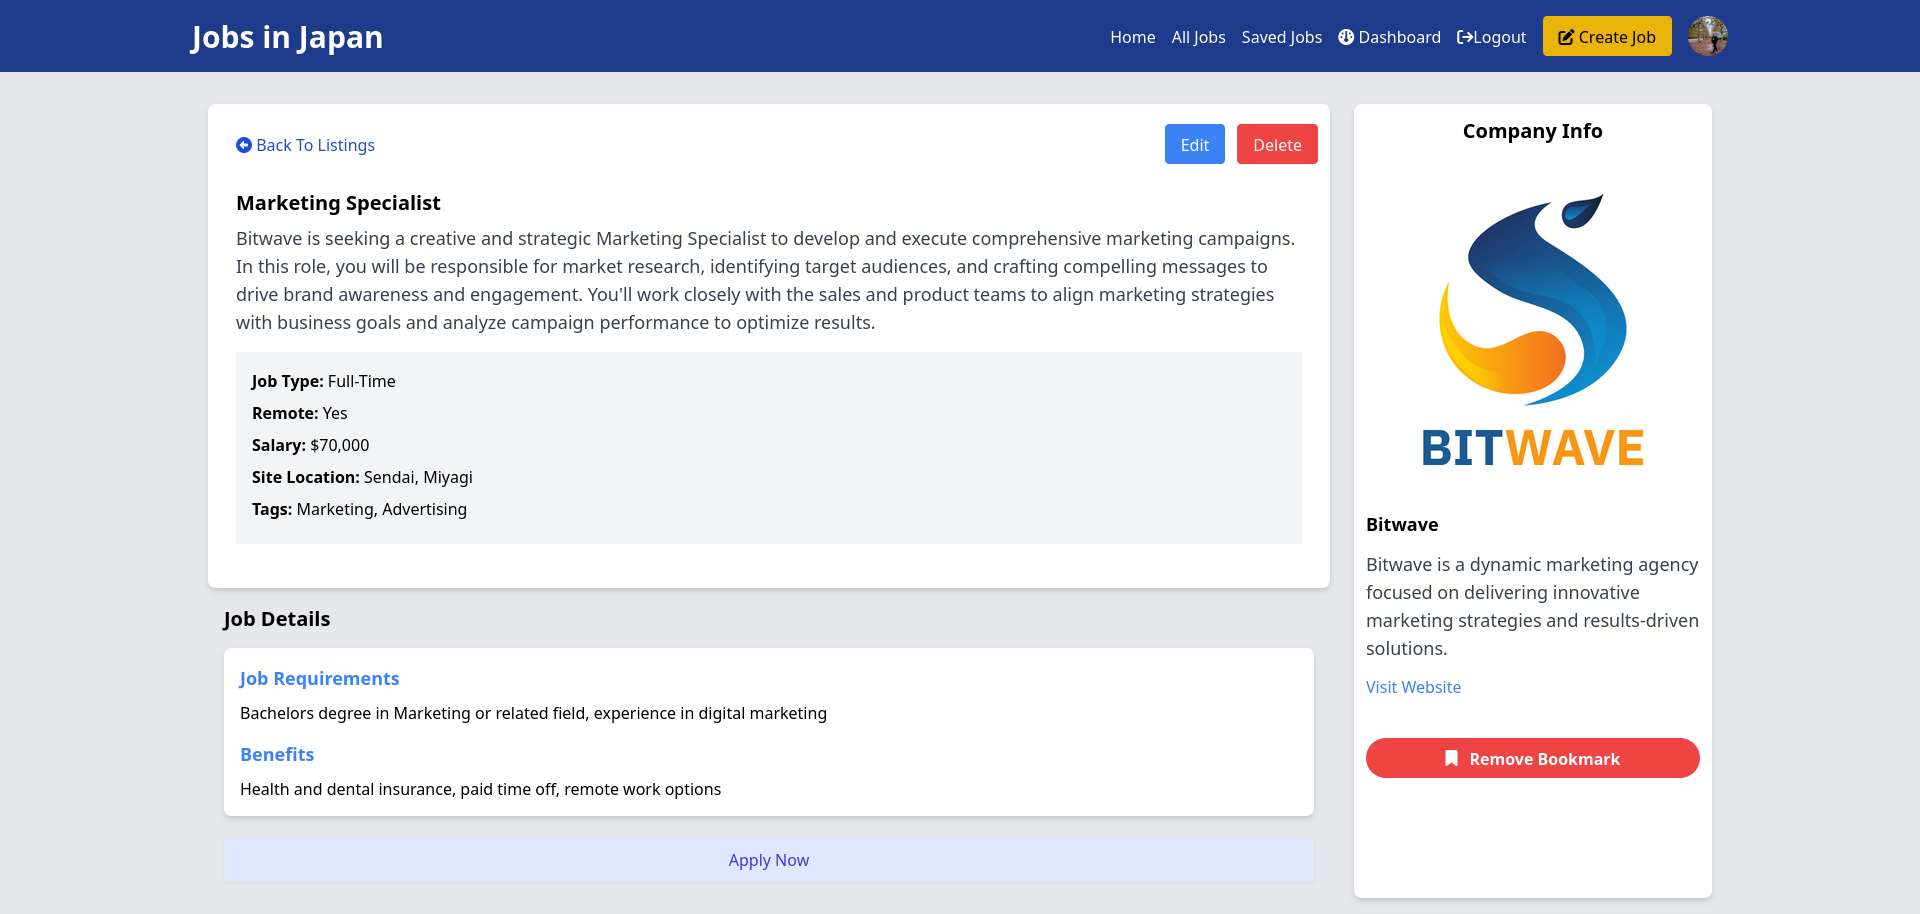 Jobs in Japan
Home
All Jobs
Saved Jobs
Dashboard
Logout
Create Job
Back To Listings
Edit
Delete
Marketing Specialist
Bitwave is seeking a creative and strategic Marketing Specialist to develop and execute comprehensive marketing campaigns.
In this role, you will be responsible for market research, identifying target audiences, and crafting compelling messages to
drive brand awareness and engagement. You'll work closely with the sales and product teams to align marketing strategies
with business goals and analyze campaign performance to optimize results.
Job Type: Full-Time
Remote: Yes
Salary: $70,000
Site Location: Sendai, Miyagi
Tags: Marketing, Advertising
Job Details
Job Requirements
Bachelors degree in Marketing or related field, experience in digital marketing
Benefits
Health and dental insurance, paid time off, remote work options
Apply Now
Company Info
BITWAVE
Bitwave
Bitwave is a dynamic marketing agency
focused on delivering innovative
marketing strategies and results-driven
solutions.
Visit Website
Remove Bookmark